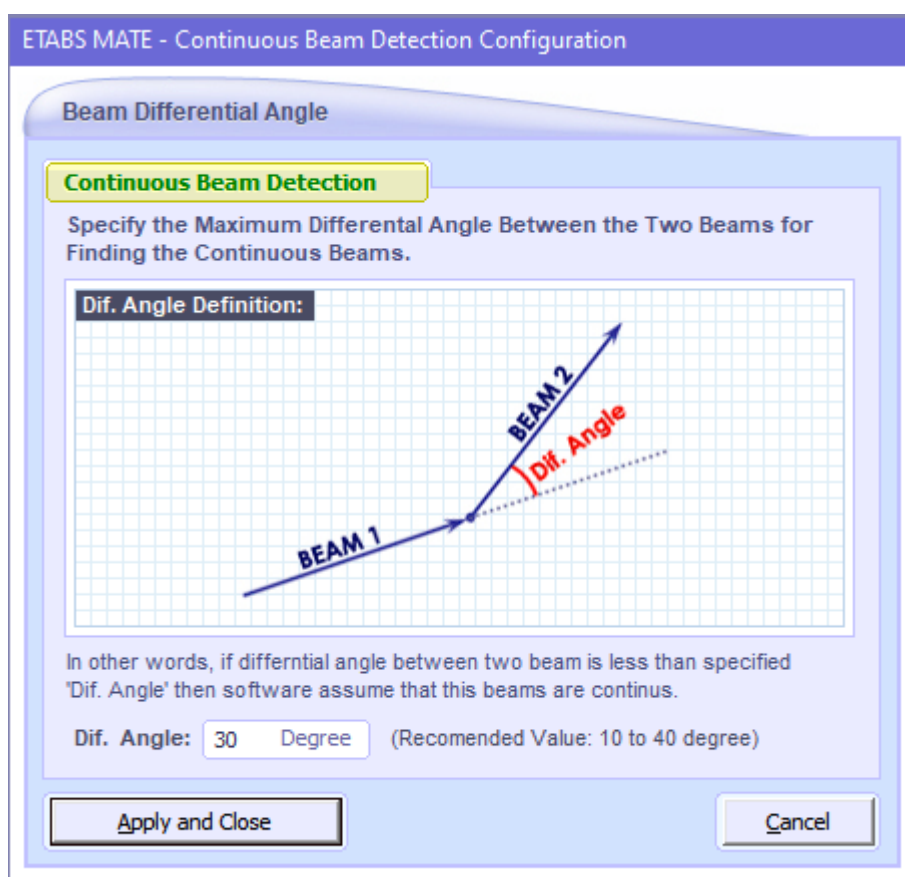 ETABS MATE - Continuous Beam Detection Configuration
Beam Differential Angle
Continuous Beam Detection
Specify the Maximum Differental Angle Between the Two Beams for
Finding the Continuous Beams.
Dif. Angle Definition:
BEAM 2
Dif. Angle
BEAM 1
In other words, if differntial angle between two beam is less than specified
'Dif. Angle' then software assume that this beams are continus.
Dif. Angle: 30 Degree (Recomended Value: 10 to 40 degree)
Apply and Close Cancel